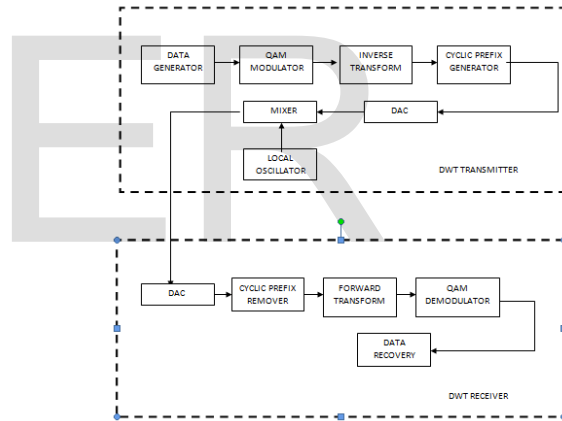 ER
DATA
GENERATOR
QAM
MODULATOR
INVERSE
TRANSFORM
CYCLIC PREFIX
GENERATOR
MIXER
DAC
LOCAL
OSCILLATOR
DWT TRANSMITTER
DAC
CYCLIC PREFIX
REMOVER
FORWARD
TRANSFORM
QAM
DEMODULATOR
DATA
RECOVERY
DWT RECEIVER